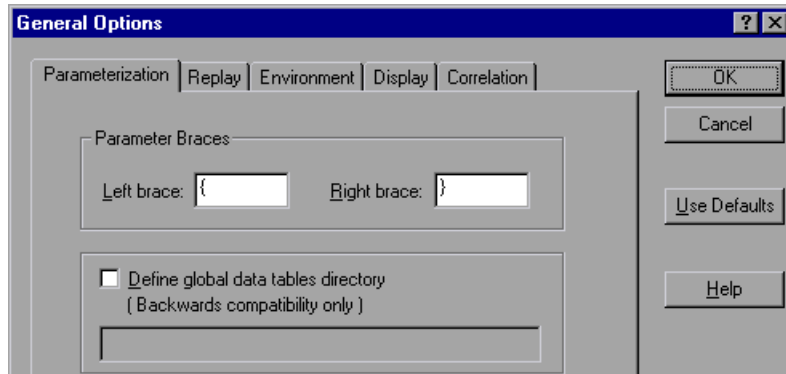 General Options
Parameterization Replay Environment Display Correlation
OK
Cancel
Parameter Braces
Left brace: { Right brace: }
Use Defaults
Define global data tables directory
( Backwards compatibility only )
Help